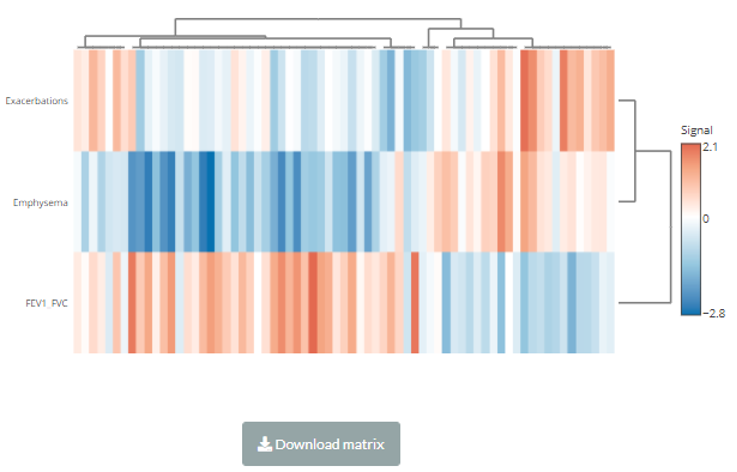 Exacerbations
Emphysema
FEV1_FVC
Signal
2.1
0
−2.8
Download matrix